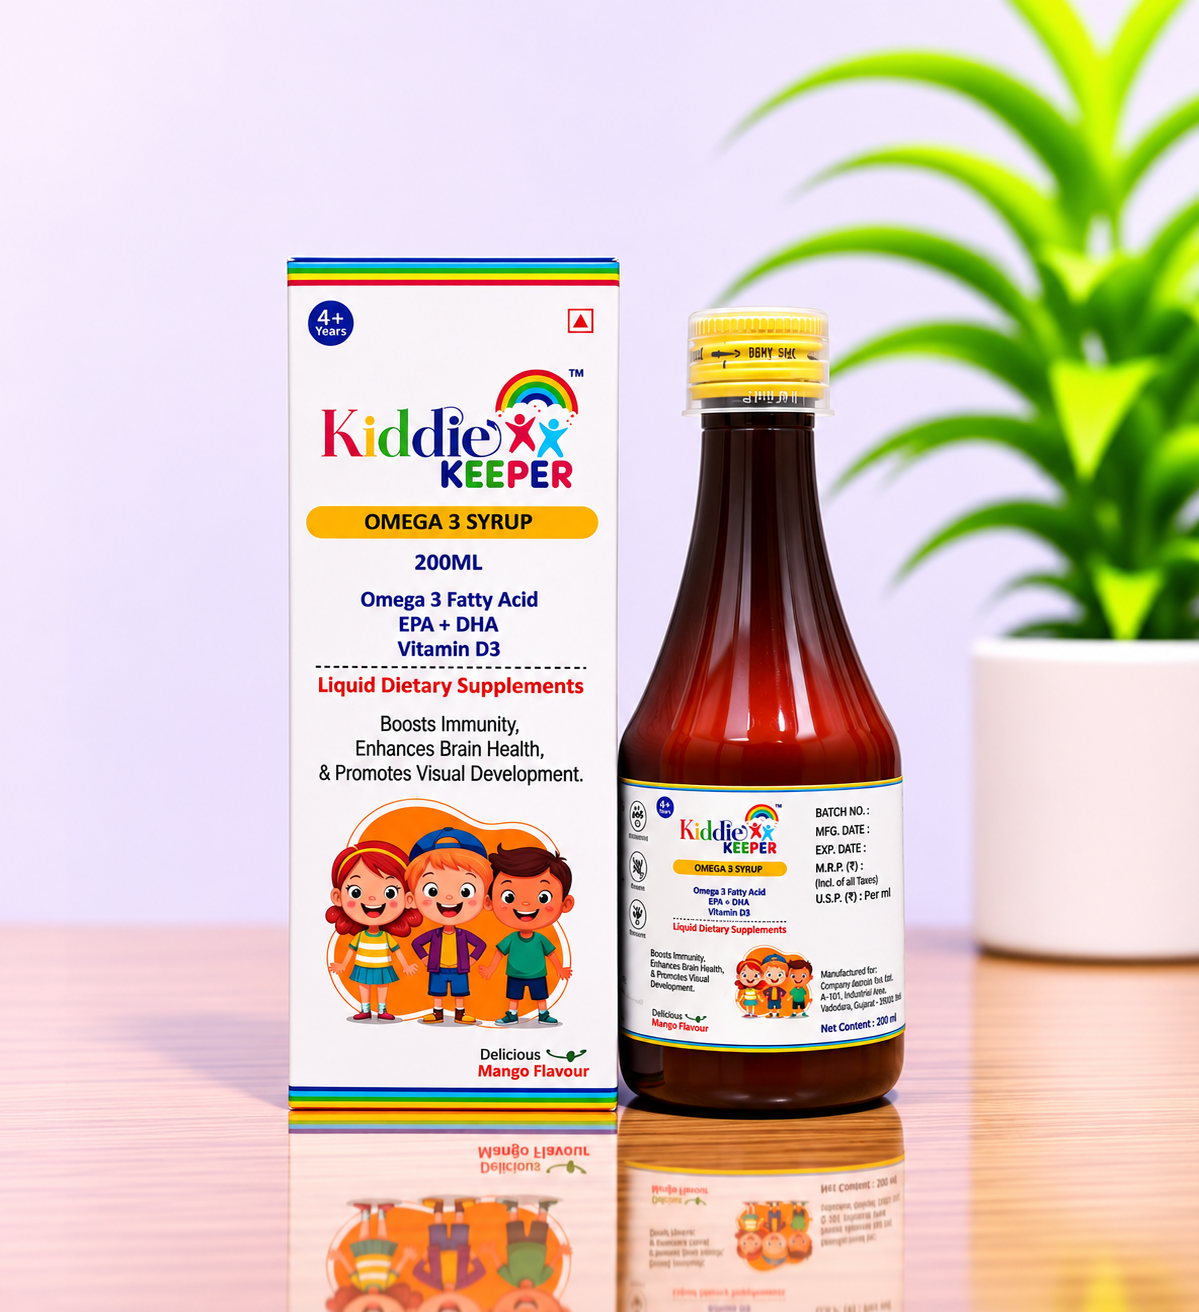 4+
Years
TM
Kiddie
KEEPER
OMEGA 3 SYRUP
200ML
Omega 3 Fatty Acid
EPA + DHA
Vitamin D3
Liquid Dietary Supplements
Boosts Immunity,
Enhances Brain Health,
& Promotes Visual Development.
Delicious
Mango Flavour
4+
Years
TM
Kiddie
KEEPER
OMEGA 3 SYRUP
Omega 3 Fatty Acid
EPA + DHA
Vitamin D3
Liquid Dietary Supplements
Boosts Immunity,
Enhances Brain Health,
& Promotes Visual
Development.
Delicious
Mango Flavour
BATCH NO. :
MFG. DATE :
EXP. DATE :
M.R.P. (₹) :
(Incl. of all Taxes)
U.S.P. (₹) : Per ml
Manufactured for:
Company
A-101, Industrial Area,
Vadodara, Gujarat -
Net Content : 200 ml